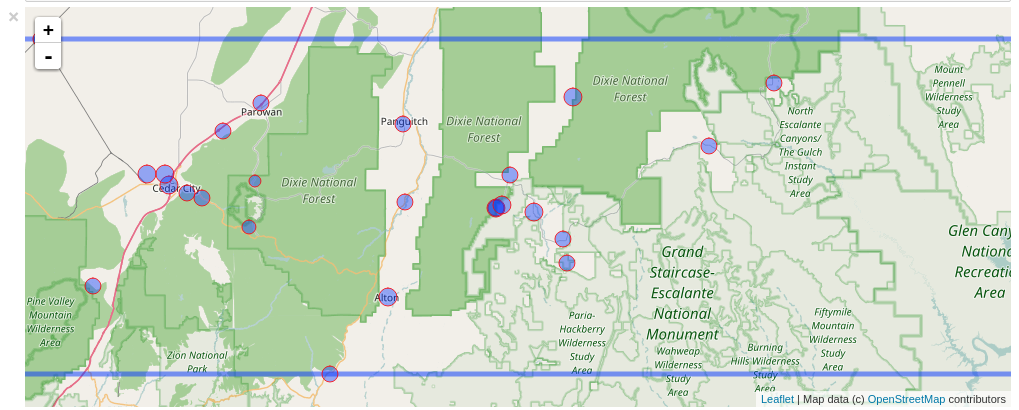 ×
+
-
Parowan
Panguitch
Dixie National
Forest
Dixie National
Forest
Mount
Pennell
Wilderness
Study
Area
North
Escalante
Canyons/
The Gulch
Instant
Study
Area
Cedar City
Dixie National
Forest
Glen Cany
Nation
Recreatio
Area
Grand
Staircase-
Escalante
National
Monument
Alton
Pine Valley
Mountain
Wilderness
Area
Paria-
Hackberry
Wilderness
Study
Area
Fiftymile
Mountain
Wilderness
Study
Area
Zion National
Park
Wahweap
Wilderness
Study
Area
Burning
Hills Wilderness
Study
Area
Leaflet | Map data (c) OpenStreetMap contributors